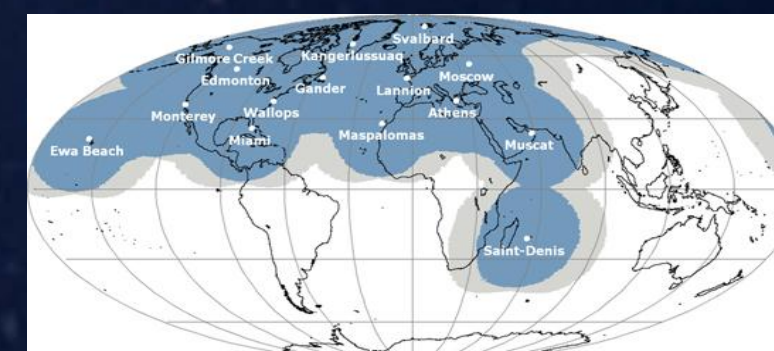 Svalbard
Gilmore Creek
Kangerlussuaq
Edmonton
Moscow
Gander
Lannion
Monterey
Wallops
Athens
Miami
Maspalomas
Muscat
Ewa Beach
Saint-Denis